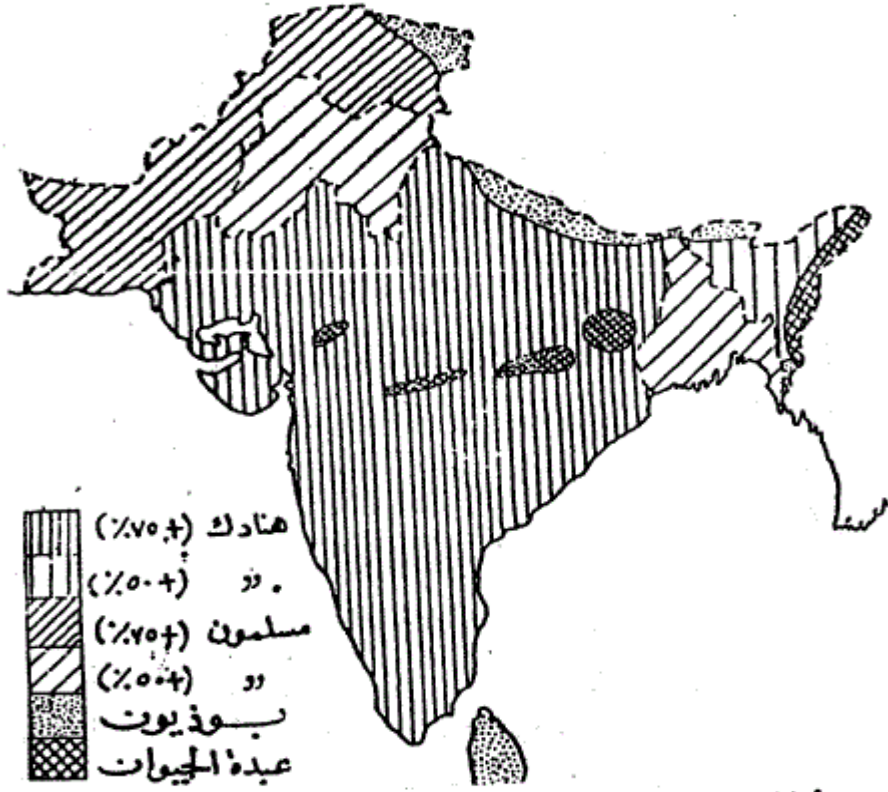 هنادك (+٧٥٪)
„ (+٥٠٪)
مسلمون (+٧٥٪)
„ (+٥٠٪)
بوذيون
عبدة الحيوان